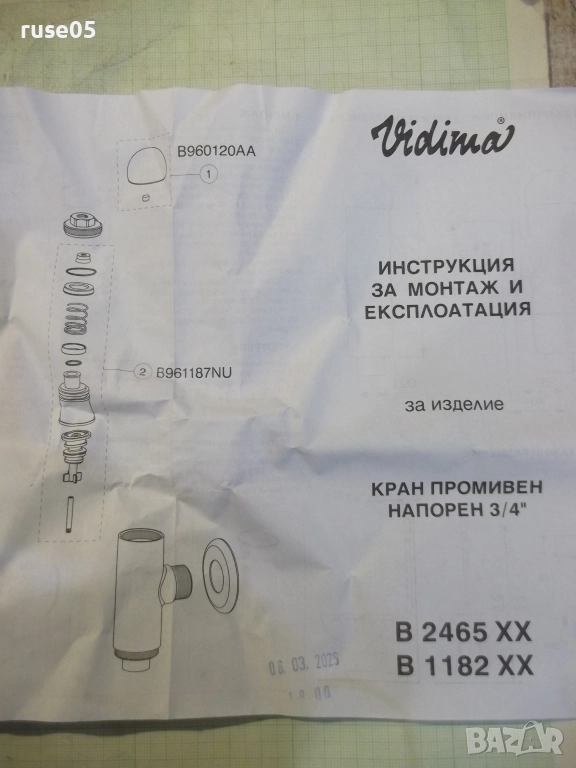 ruse05
Vidima®
B960120AA
1
ИНСТРУКЦИЯ
ЗА МОНТАЖ И
ЕКСПЛОАТАЦИЯ
2 B961187NU
за изделие
КРАН ПРОМИВЕН
НАПОРЕН 3/4"
B 2465 XX
B 1182 XX
06. 03. 2025
BAZAR